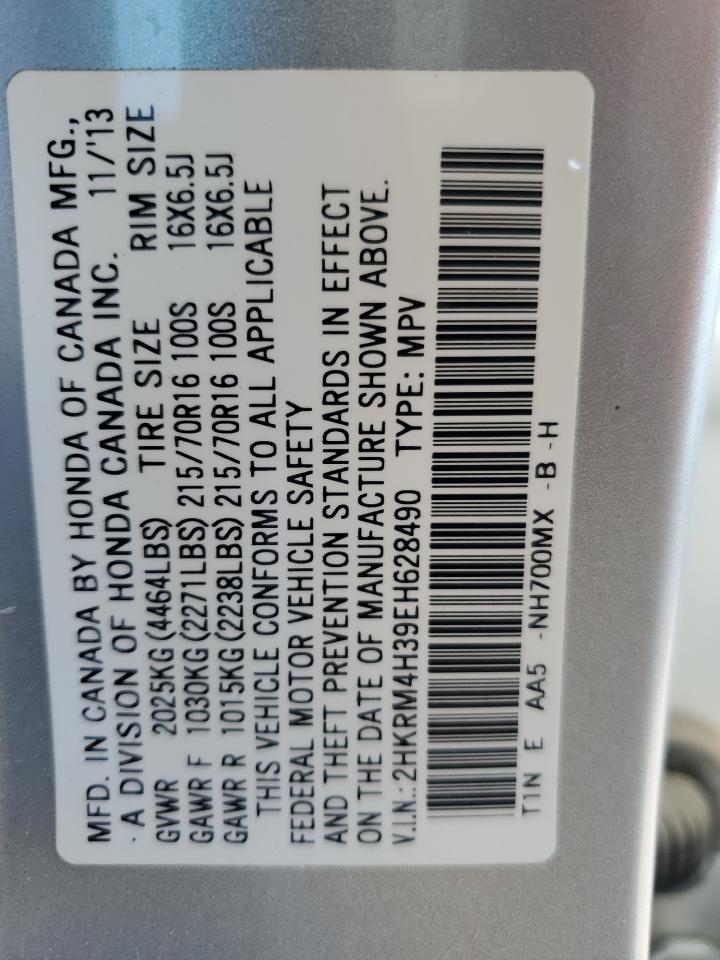 MFD. IN CANADA BY HONDA OF CANADA MFG.,
A DIVISION OF HONDA CANADA INC. 11/'13
GVWR 2025KG(4464LBS) TIRE SIZE RIM SIZE
GAWR F 1030KG(2271LBS) 215/70R16 100S 16X6.5J
GAWR R 1015KG(2238LBS) 215/70R16 100S 16X6.5J
THIS VEHICLE CONFORMS TO ALL APPLICABLE
FEDERAL MOTOR VEHICLE SAFETY
AND THEFT PREVENTION STANDARDS IN EFFECT
ON THE DATE OF MANUFACTURE SHOWN ABOVE.
V.I.N.:2HKRM4H39EH628490 TYPE: MPV
T1N E AA5 -NH700MX -B -H